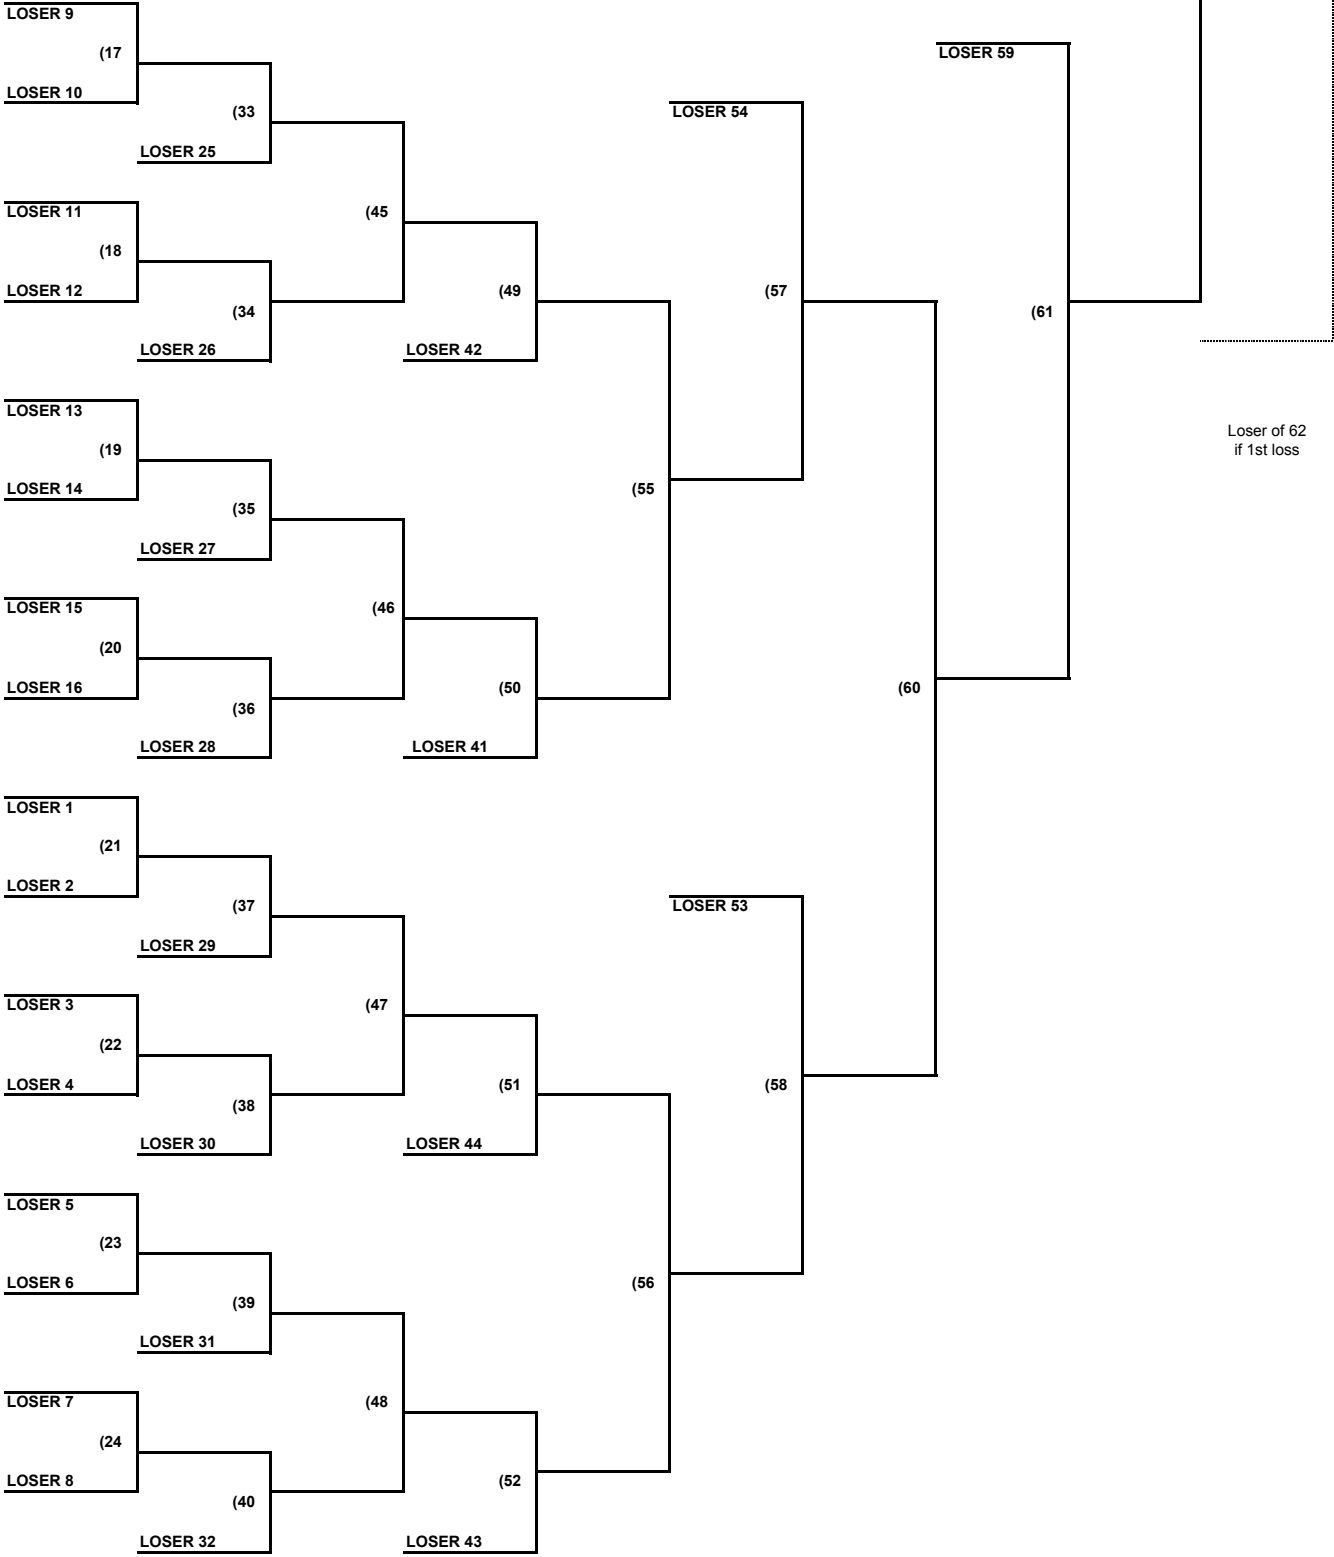 LOSER 9
(17
LOSER 10
(33
LOSER 25
LOSER 11
(18
LOSER 12
(34
LOSER 26
(45
(49
LOSER 42
LOSER 13
(19
LOSER 14
(35
LOSER 27
LOSER 15
(20
LOSER 16
(36
LOSER 28
(46
(50
LOSER 41
(55
LOSER 54
(57
LOSER 1
(21
LOSER 2
(37
LOSER 29
LOSER 3
(22
LOSER 4
(38
LOSER 30
(47
(51
LOSER 44
LOSER 5
(23
LOSER 6
(39
LOSER 31
LOSER 7
(24
LOSER 8
(40
LOSER 32
(48
(52
LOSER 43
(56
LOSER 53
(58
(60
LOSER 59
(61
Loser of 62
if 1st loss